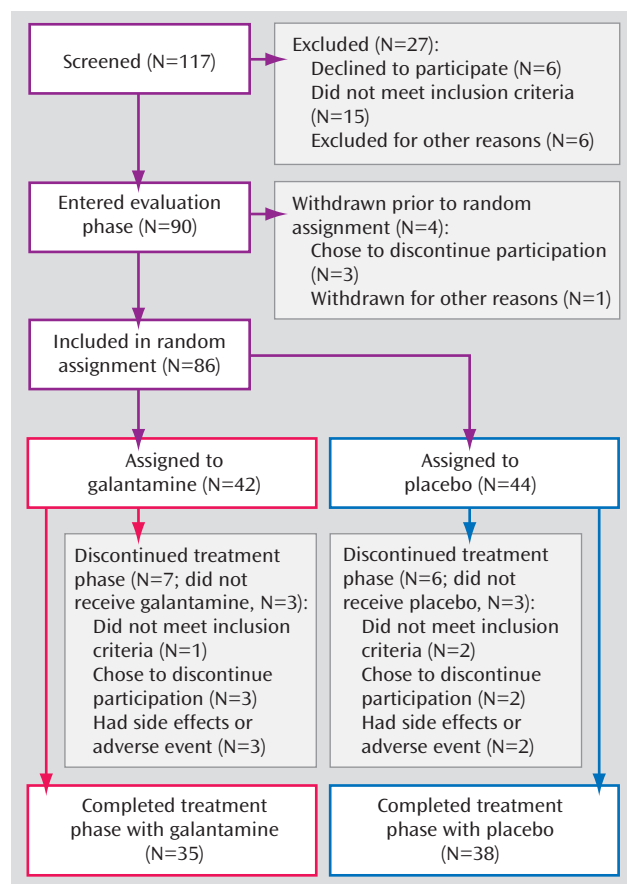 Screened (N=117)
Excluded (N=27):
Declined to participate (N=6)
Did not meet inclusion criteria
(N=15)
Excluded for other reasons (N=6)
Entered evaluation
phase (N=90)
Withdrawn prior to random
assignment (N=4):
Chose to discontinue participation
(N=3)
Withdrawn for other reasons (N=1)
Included in random
assignment (N=86)
Assigned to
galantamine (N=42)
Assigned to
placebo (N=44)
Discontinued treatment
phase (N=7; did not
receive galantamine, N=3):
Did not meet inclusion
criteria (N=1)
Chose to discontinue
participation (N=3)
Had side effects or
adverse event (N=3)
Discontinued treatment
phase (N=6; did not
receive placebo, N=3):
Did not meet inclusion
criteria (N=2)
Chose to discontinue
participation (N=2)
Had side effects or
adverse event (N=2)
Completed treatment
phase with galantamine
(N=35)
Completed treatment
phase with placebo
(N=38)